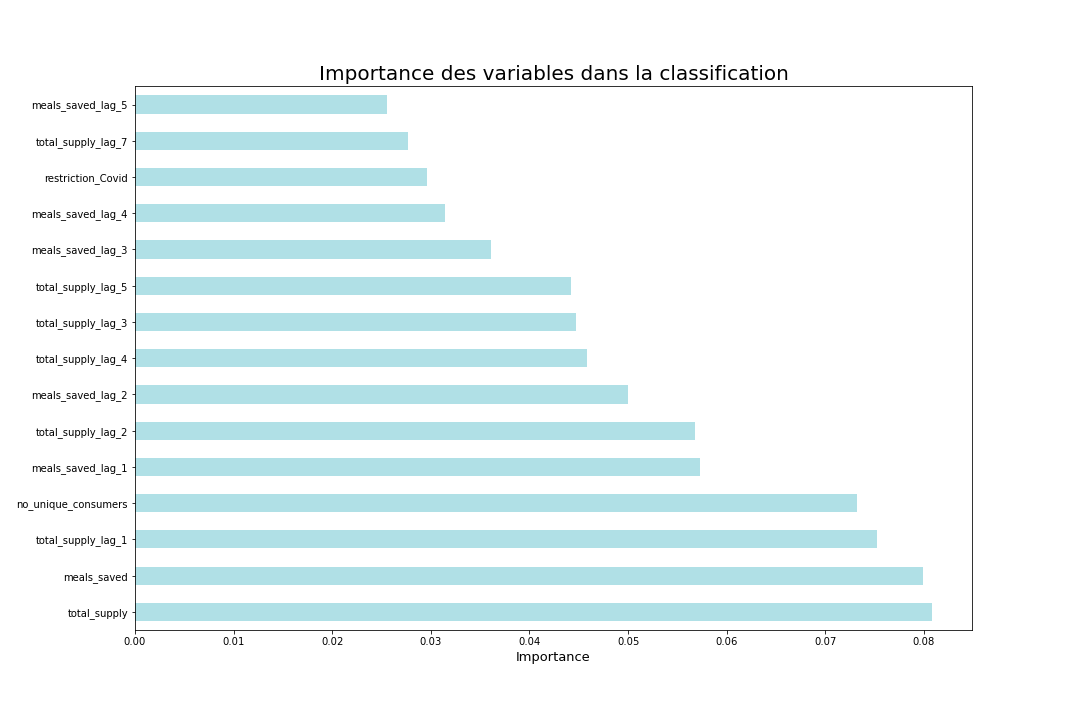 Importance des variables dans la classification
meals_saved_lag_5
total_supply_lag_7
restriction_Covid
meals_saved_lag_4
meals_saved_lag_3
total_supply_lag_5
total_supply_lag_3
total_supply_lag_4
meals_saved_lag_2
total_supply_lag_2
meals_saved_lag_1
no_unique_consumers
total_supply_lag_1
meals_saved
total_supply
0.00 0.01 0.02 0.03 0.04 0.05 0.06 0.07 0.08
Importance